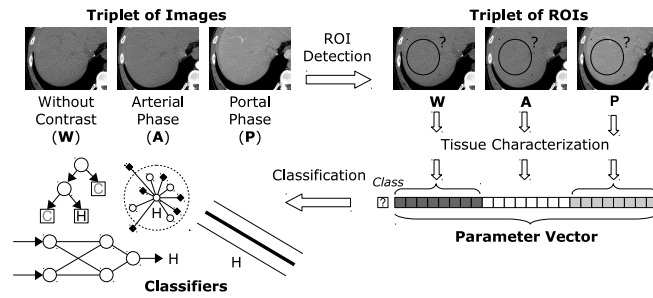 Triplet of Images
Triplet of ROIs
ROI
Detection
?
?
?
Without
Contrast
(W)
Arterial
Phase
(A)
Portal
Phase
(P)
W
A
P
Tissue Characterization
Classification
Class
?
Parameter Vector
C
C
H
H
H
H
Classifiers